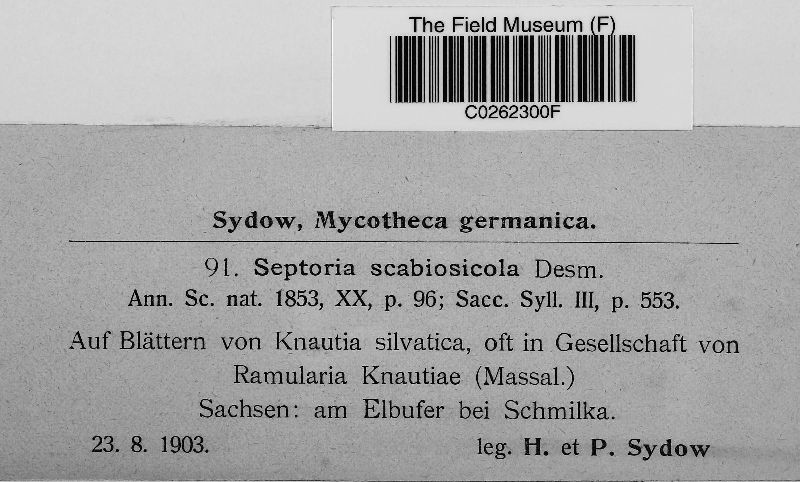 The Field Museum (F)
C0262300F
Sydow, Mycotheca germanica.
91. Septoria scabiosicola Desm.
Ann. Sc. nat. 1853, XX, p. 96; Sacc. Syll. III, p. 553.
Auf Blättern von Knautia silvatica, oft in Gesellschaft von
Ramularia Knautiae (Massal.)
Sachsen: am Elbufer bei Schmilka.
23. 8. 1903. leg. H. et P. Sydow